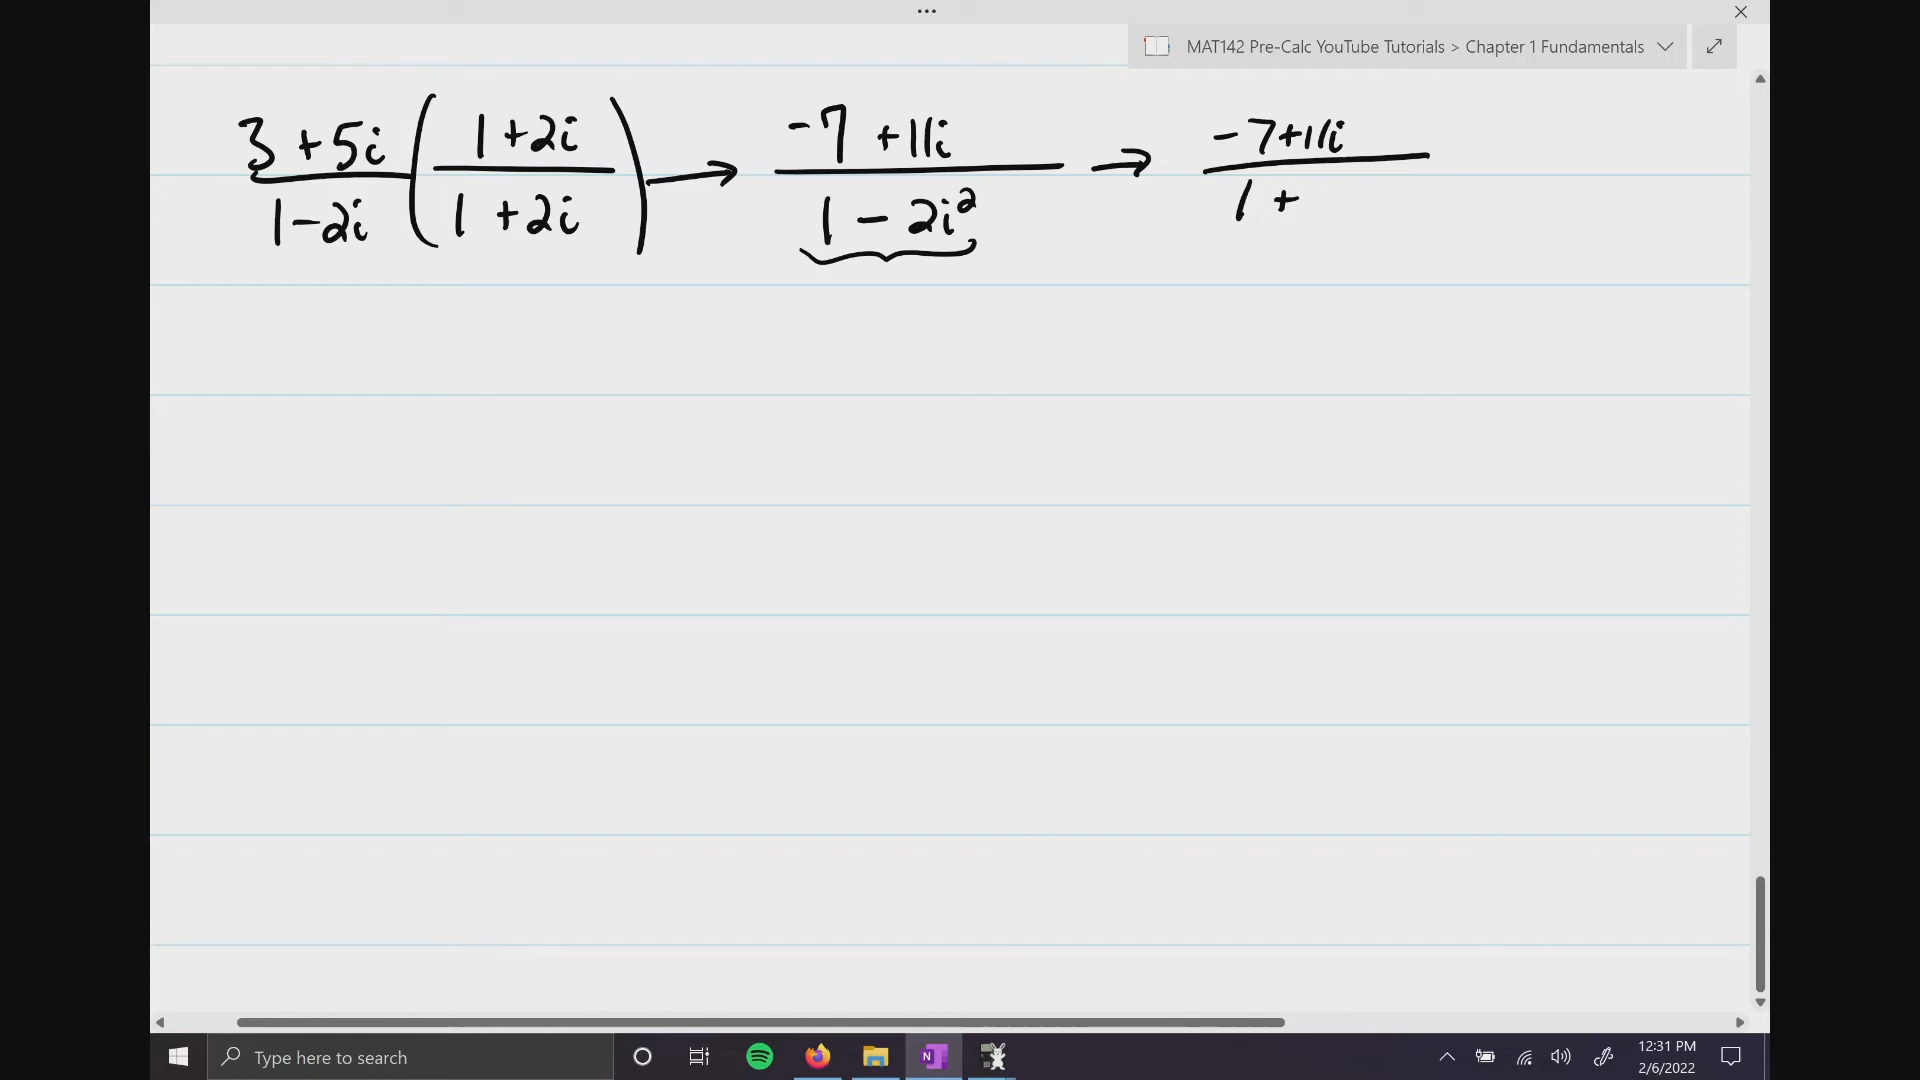 ...
MAT142 Pre-Calc YouTube Tutorials > Chapter 1 Fundamentals
3 + 5i ( 1 + 2i ) → -7 + 11i → -7+11i
1-2i ( 1 + 2i ) 1 - 2i² 1 +
Type here to search
N
12:31 PM
2/6/2022